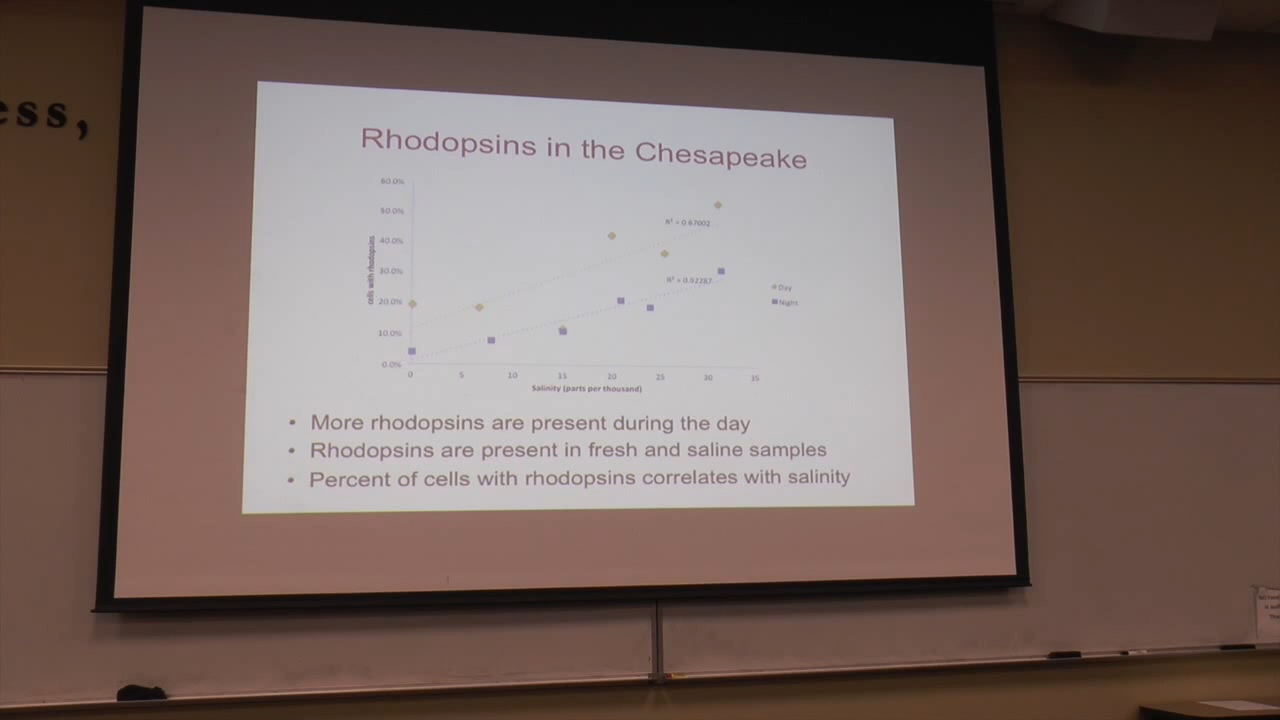 ess,
Rhodopsins in the Chesapeake
60.0%
50.0%
40.0%
30.0%
20.0%
10.0%
0.0%
cells with rhodopsins
R² = 0.67002
R² = 0.92287
Day
Night
0 5 10 15 20 25 30 35
Salinity (parts per thousand)
• More rhodopsins are present during the day
• Rhodopsins are present in fresh and saline samples
• Percent of cells with rhodopsins correlates with salinity